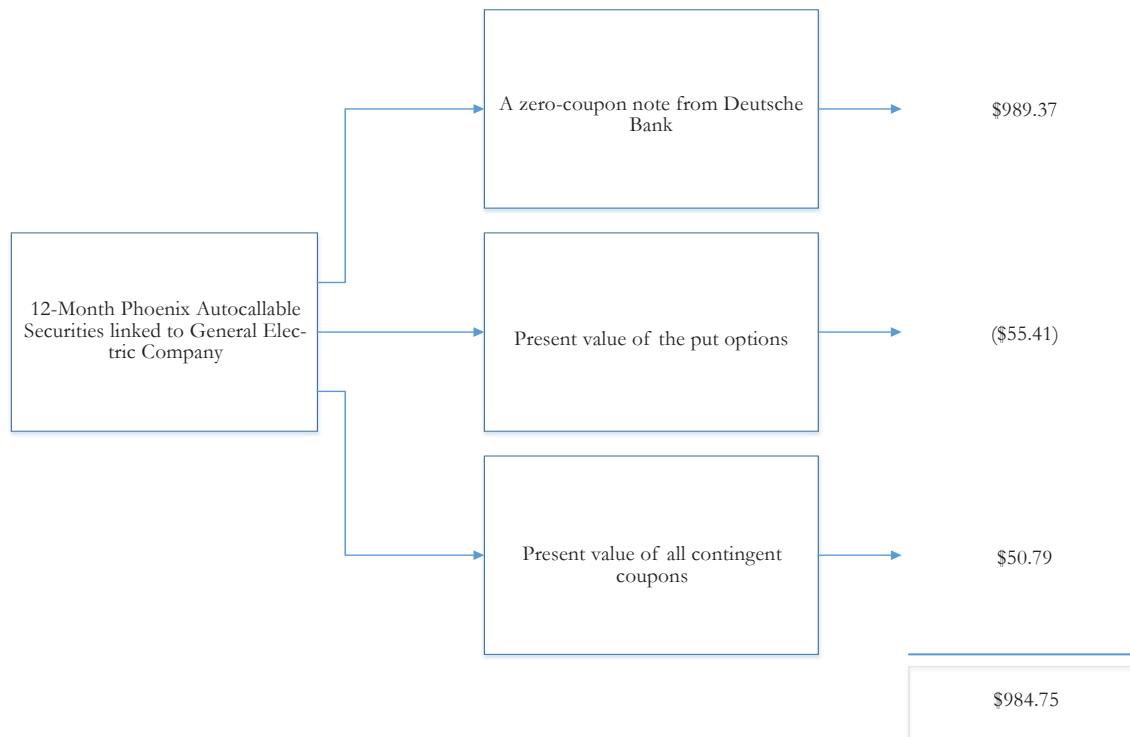 A zero-coupon note from Deutsche
Bank
$989.37
12-Month Phoenix Autocallable
Securities linked to General Elec-
tric Company
Present value of the put options
($55.41)
Present value of all contingent
coupons
$50.79
$984.75